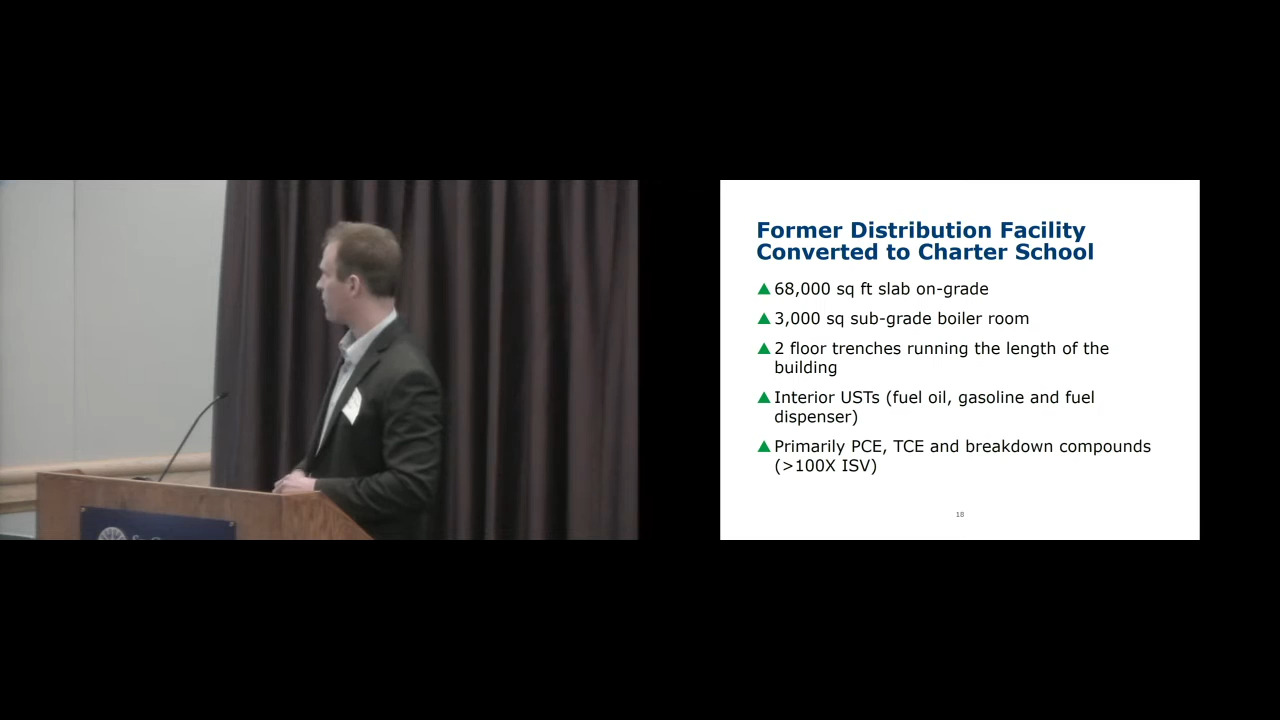 Former Distribution Facility
Converted to Charter School
68,000 sq ft slab on-grade
3,000 sq sub-grade boiler room
2 floor trenches running the length of the
building
Interior USTs (fuel oil, gasoline and fuel
dispenser)
Primarily PCE, TCE and breakdown compounds
(>100X ISV)
18